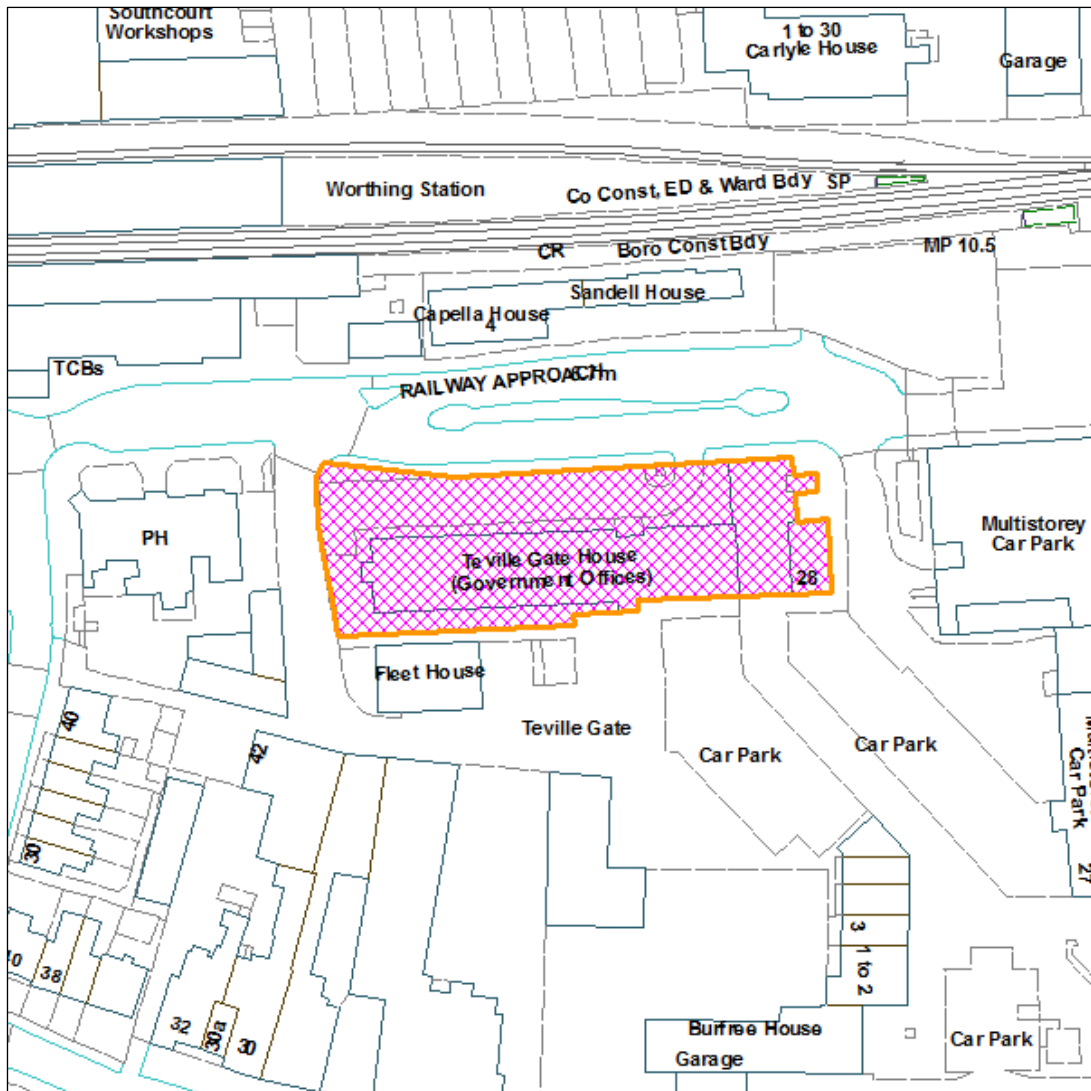 Southcourt
Workshops
1 to 30
Carlyle House
Garage
Worthing Station
Co Const, ED & Ward Bdy
SP
CR
Boro Const Bdy
MP 10.5
Sandell House
Capella House
4
TCBs
RAILWAY APPROACH
PH
Multistorey
Car Park
Teville Gate House
(Government Offices)
28
Fleet House
Teville Gate
Car Park
Car Park
40
42
30
Car Park
27
3
1 to 2
38
32
30a
30
Burfree House
Garage
Car Park